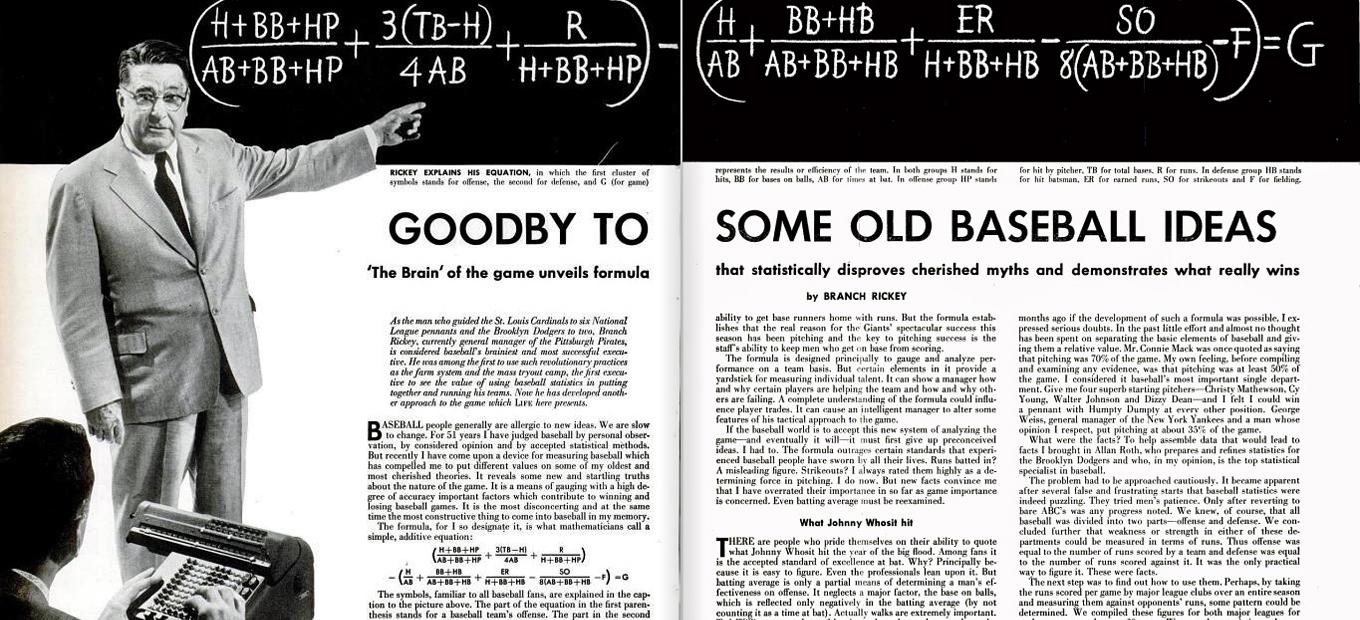 (H+BB+HP / AB+BB+HP + 3(TB-H) / 4AB + R / H+BB+HP) - (H / AB + BB+HB / AB+BB+HB + ER / H+BB+HB - SO / 8(AB+BB+HB) - F) = G
RICKEY EXPLAINS HIS EQUATION, in which the first cluster of
symbols stands for offense, the second for defense, and G (for game)
represents the results or efficiency of the team. In both groups H stands for
hits, BB for bases on balls, AB for times at bat. In offense group HP stands
for hit by pitcher, TB for total bases, R for runs. In defense group HB stands
for hit batsman, ER for earned runs, SO for strikeouts and F for fielding.
GOODBY TO SOME OLD BASEBALL IDEAS
'The Brain' of the game unveils formula that statistically disproves cherished myths and demonstrates what really wins
by BRANCH RICKEY
As the man who guided the St. Louis Cardinals to six National
League pennants and the Brooklyn Dodgers to two, Branch
Rickey, currently general manager of the Pittsburgh Pirates,
is considered baseball's brainiest and most successful execu-
tive. He was among the first to use such revolutionary practices
as the farm system and the mass tryout camp, the first execu-
tive to see the value of using baseball statistics in putting
together and running his teams. Now he has developed anoth-
er approach to the game which LIFE here presents.
BASEBALL people generally are allergic to new ideas. We are slow
to change. For 51 years I have judged baseball by personal obser-
vation, by considered opinion and by accepted statistical methods.
But recently I have come upon a device for measuring baseball which
has compelled me to put different values on some of my oldest and
most cherished theories. It reveals some new and startling truths
about the nature of the game. It is a means of gauging with a high de-
gree of accuracy important factors which contribute to winning and
losing baseball games. It is the most disconcerting and at the same
time the most constructive thing to come into baseball in my memory.
The formula, for I so designate it, is what mathematicians call a
simple, additive equation:
(H+BB+HP / AB+BB+HP + 3(TB-H) / 4AB + R / H+BB+HP)
-(H / AB + BB+HB / AB+BB+HB + ER / H+BB+HB - SO / 8(AB+BB+HB) -F) =G
The symbols, familiar to all baseball fans, are explained in the cap-
tion to the picture above. The part of the equation in the first paren-
thesis stands for a baseball team's offense. The part in the second
ability to get base runners home with runs. But the formula estab-
lishes that the real reason for the Giants' spectacular success this
season has been pitching and the key to pitching success is the
staff's ability to keep men who get on base from scoring.
The formula is designed principally to gauge and analyze per-
formance on a team basis. But certain elements in it provide a
yardstick for measuring individual talent. It can show a manager how
and why certain players are helping the team and how and why oth-
ers are failing. A complete understanding of the formula could influ-
ence player trades. It can cause an intelligent manager to alter some
features of his tactical approach to the game.
If the baseball world is to accept this new system of analyzing the
game—and eventually it will—it must first give up preconceived
ideas. I had to. The formula outrages certain standards that experi-
enced baseball people have sworn by all their lives. Runs batted in?
A misleading figure. Strikeouts? I always rated them highly as a de-
termining force in pitching. I do now. But new facts convince me
that I have overrated their importance in so far as game importance
is concerned. Even batting average must be reexamined.
What Johnny Whosit hit
THERE are people who pride themselves on their ability to quote
what Johnny Whosit hit the year of the big flood. Among fans it
is the accepted standard of excellence at bat. Why? Principally be-
cause it is easy to figure. Even the professionals lean upon it. But
batting average is only a partial means of determining a man's ef-
fectiveness on offense. It neglects a major factor, the base on balls,
which is reflected only negatively in the batting average (by not
counting it as a time at bat). Actually walks are extremely important.
months ago if the development of such a formula was possible, I ex-
pressed serious doubts. In the past little effort and almost no thought
has been spent on separating the basic elements of baseball and giv-
ing them a relative value. Mr. Connie Mack was once quoted as saying
that pitching was 70% of the game. My own feeling, before compiling
and examining any evidence, was that pitching was at least 50% of
the game. I considered it baseball's most important single depart-
ment. Give me four superb starting pitchers—Christy Mathewson, Cy
Young, Walter Johnson and Dizzy Dean—and I felt I could win
a pennant with Humpty Dumpty at every other position. George
Weiss, general manager of the New York Yankees and a man whose
opinion I respect, put pitching at about 35% of the game.
What were the facts? To help assemble data that would lead to
facts I brought in Allan Roth, who prepares and refines statistics for
the Brooklyn Dodgers and who, in my opinion, is the top statistical
specialist in baseball.
The problem had to be approached cautiously. It became apparent
after several false and frustrating starts that baseball statistics were
indeed puzzling. They tried men's patience. Only after reverting to
bare ABC's was any progress noted. We knew, of course, that all
baseball was divided into two parts—offense and defense. We con-
cluded further that weakness or strength in either of these de-
partments could be measured in terms of runs. Thus offense was
equal to the number of runs scored by a team and defense was equal
to the number of runs scored against it. It was the only practical
way to figure it. These were facts.
The next step was to find out how to use them. Perhaps, by taking
the runs scored per game by major league clubs over an entire season
and measuring them against opponents' runs, some pattern could be
determined. We compiled these figures for both major leagues for